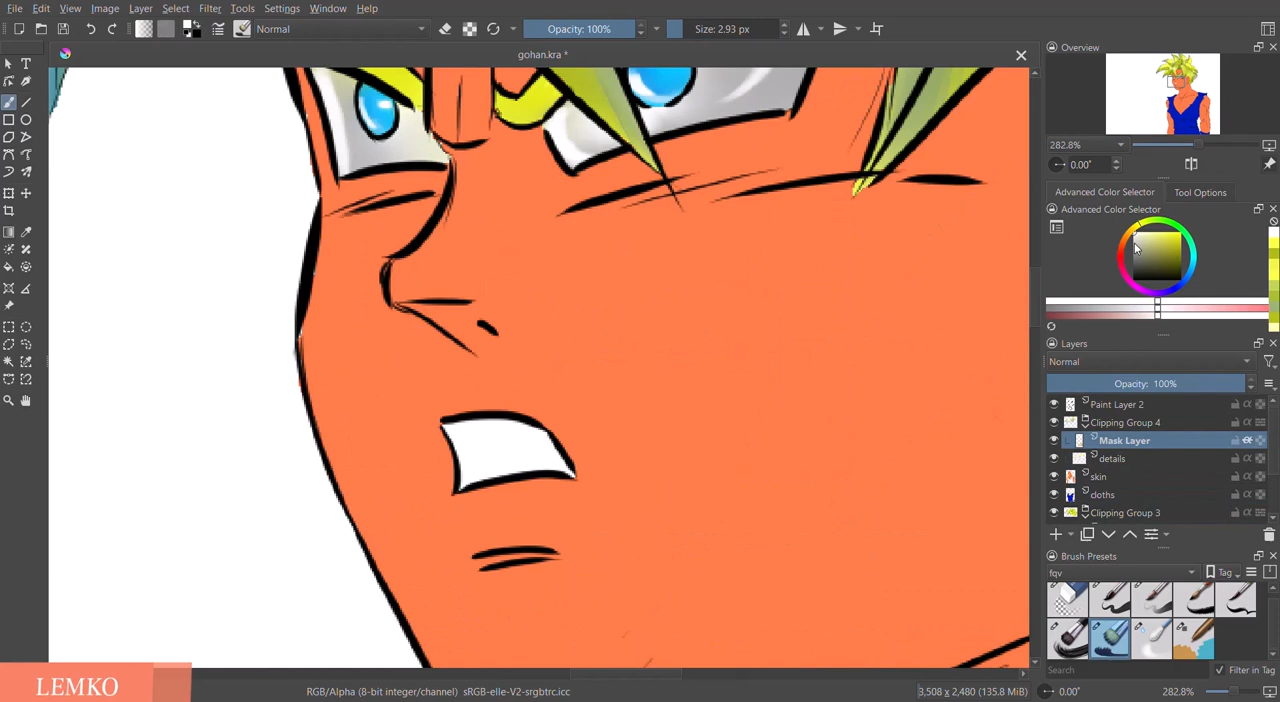 File Edit View Image Layer Select Filter Tools Settings Window Help
Normal Opacity: 100% Size: 2.93 px
gohan.kra *
Overview
282.8%
0.00°
Advanced Color Selector Tool Options
Advanced Color Selector
Layers
Normal
Opacity: 100%
Paint Layer 2
Clipping Group 4
Mask Layer
details
skin
cloths
Clipping Group 3
Brush Presets
fqv Tag
Search Filter in Tag
LEMKO
RGB/Alpha (8-bit integer/channel) sRGB-elle-V2-srgbtrc.icc 3,508 x 2,480 (135.8 MiB) 0.00° 282.8%